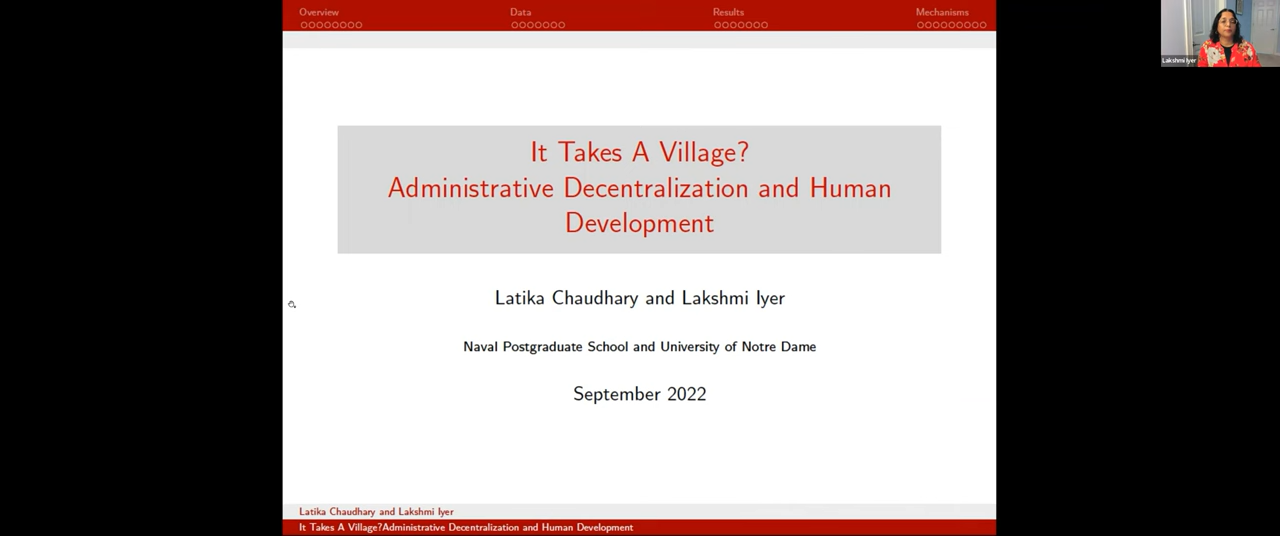 Overview
Data
Results
Mechanisms
Lakshmi Iyer
It Takes A Village?
Administrative Decentralization and Human
Development
Latika Chaudhary and Lakshmi Iyer
Naval Postgraduate School and University of Notre Dame
September 2022
Latika Chaudhary and Lakshmi Iyer
It Takes A Village?Administrative Decentralization and Human Development